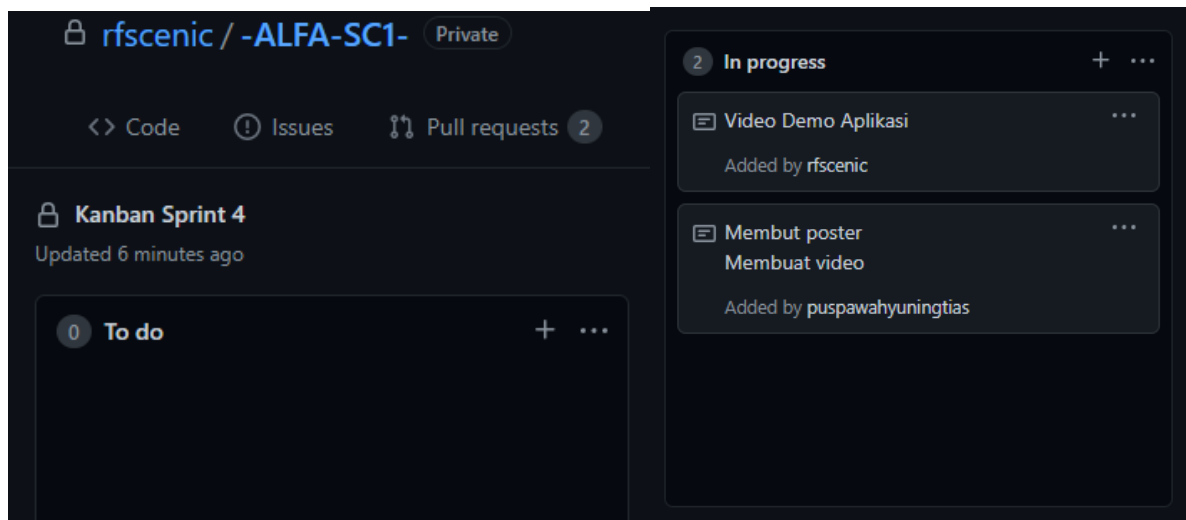 rfscenic / -ALFA-SC1- Private
Code Issues Pull requests 2
Kanban Sprint 4
Updated 6 minutes ago
0 To do
2 In progress
Video Demo Aplikasi
Added by rfscenic
Membut poster
Membuat video
Added by puspawahyuningtias